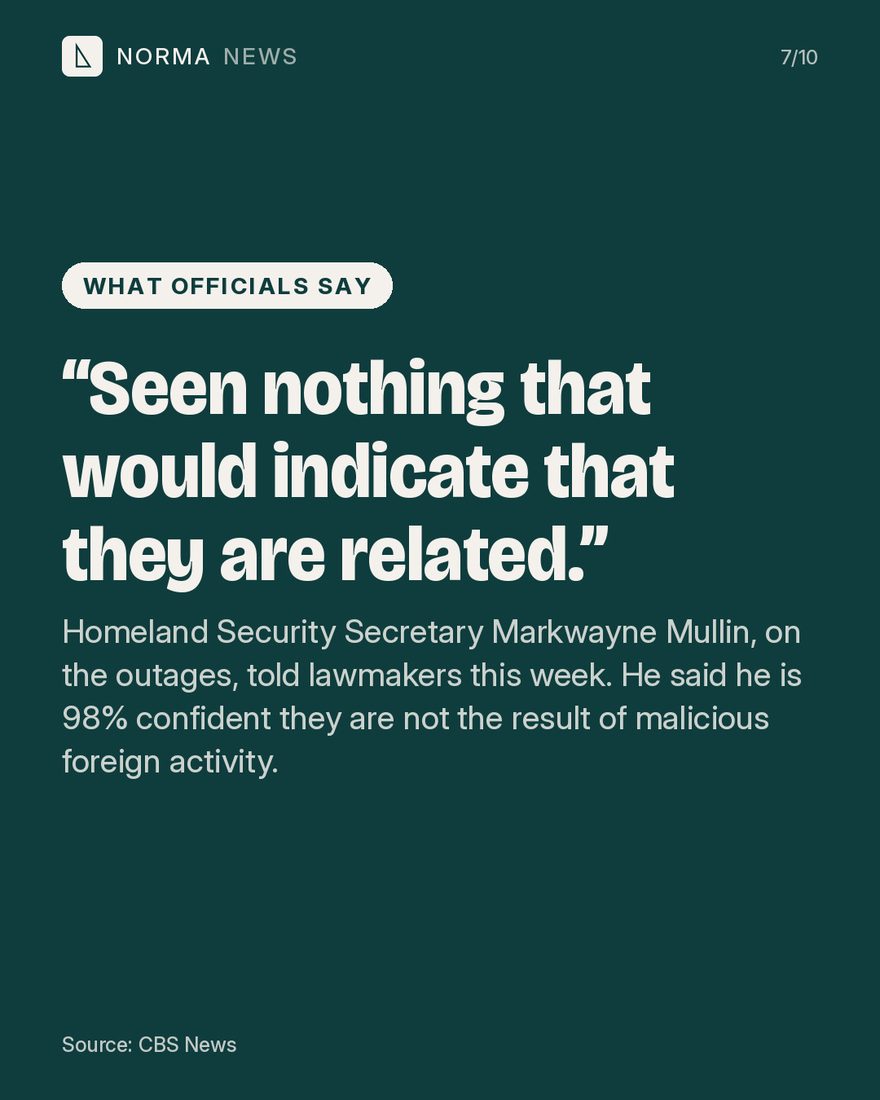 NORMA NEWS
7/10
WHAT OFFICIALS SAY
“Seen nothing that
would indicate that
they are related.”
Homeland Security Secretary Markwayne Mullin, on
the outages, told lawmakers this week. He said he is
98% confident they are not the result of malicious
foreign activity.
Source: CBS News